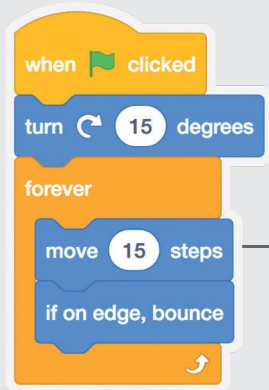 when clicked
turn 15 degrees
forever
move 15 steps
if on edge, bounce